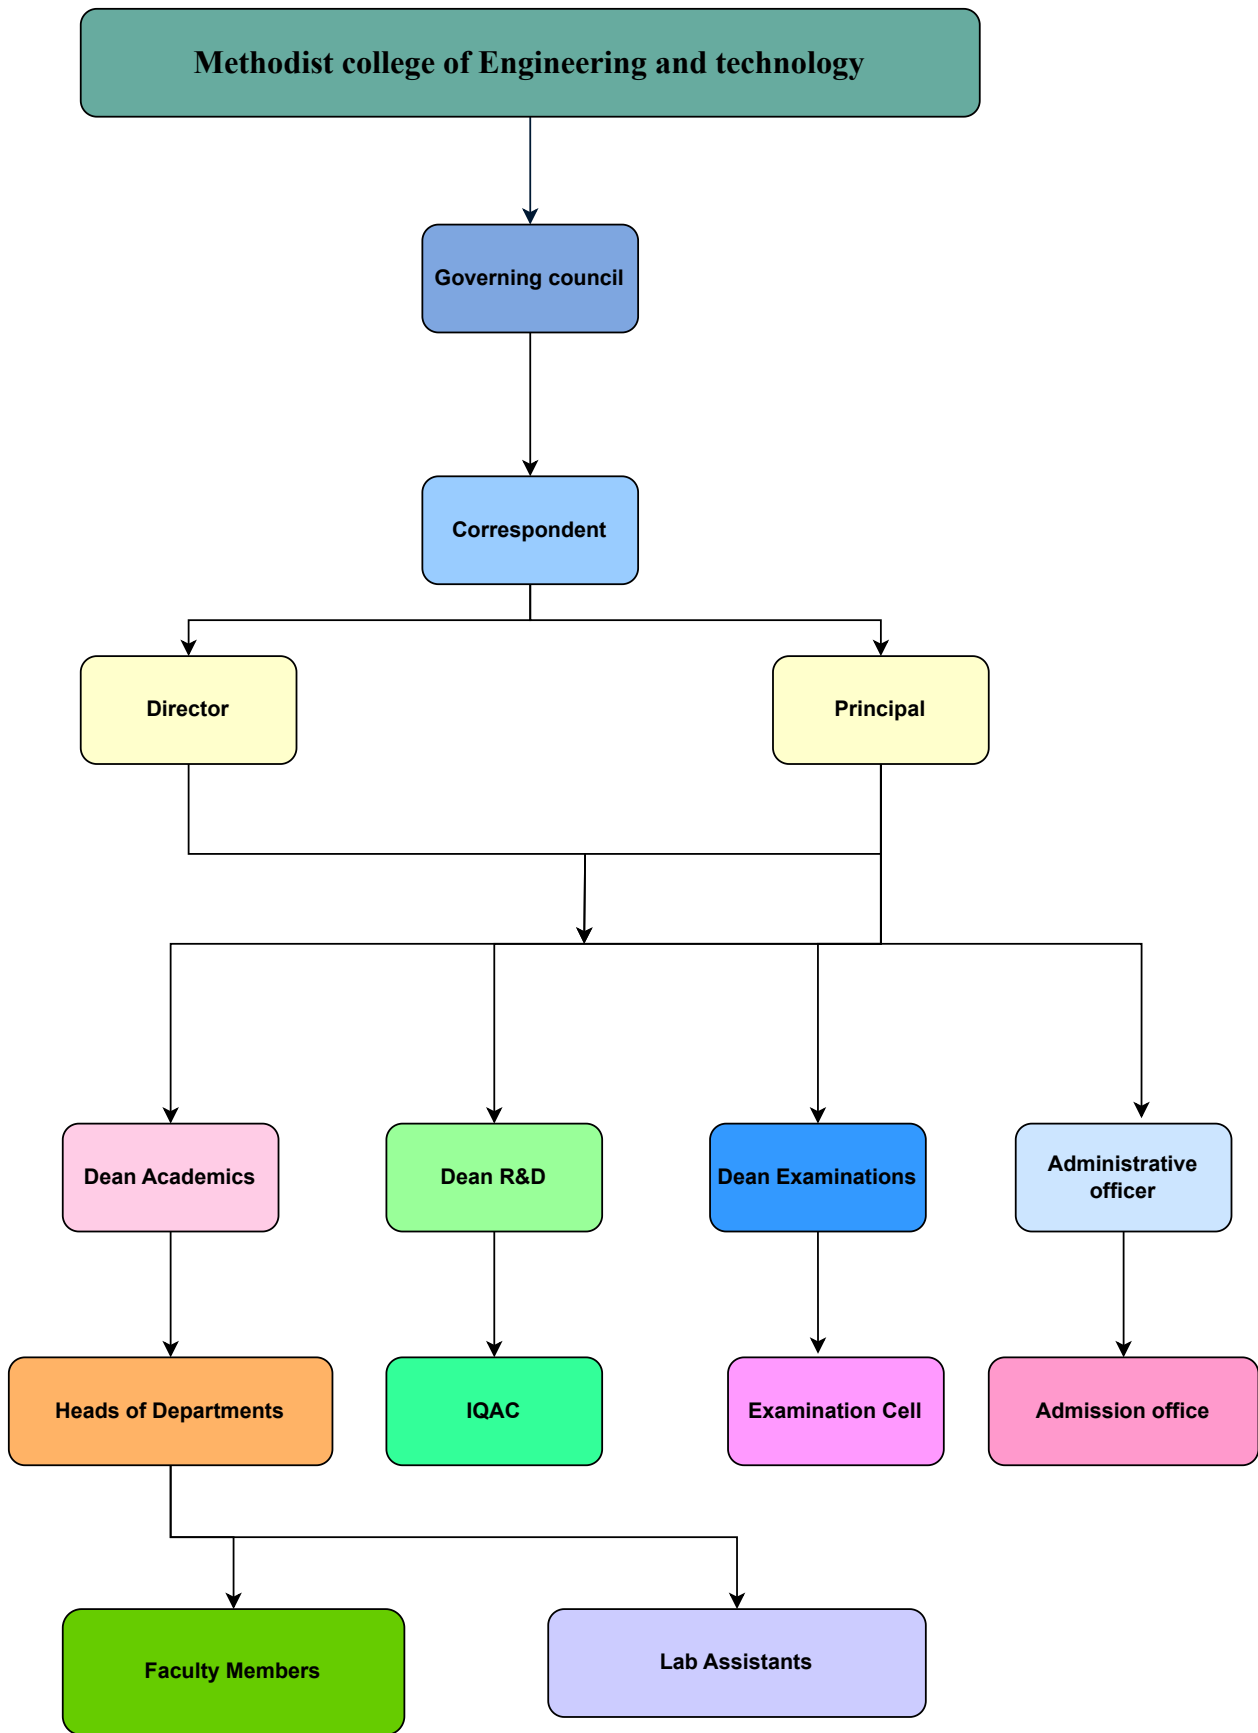 Methodist college of Engineering and technology
Governing council
Correspondent
Director
Principal
Dean Academics
Dean R&D
Dean Examinations
Administrative
officer
Heads of Departments
IQAC
Examination Cell
Admission office
Faculty Members
Lab Assistants